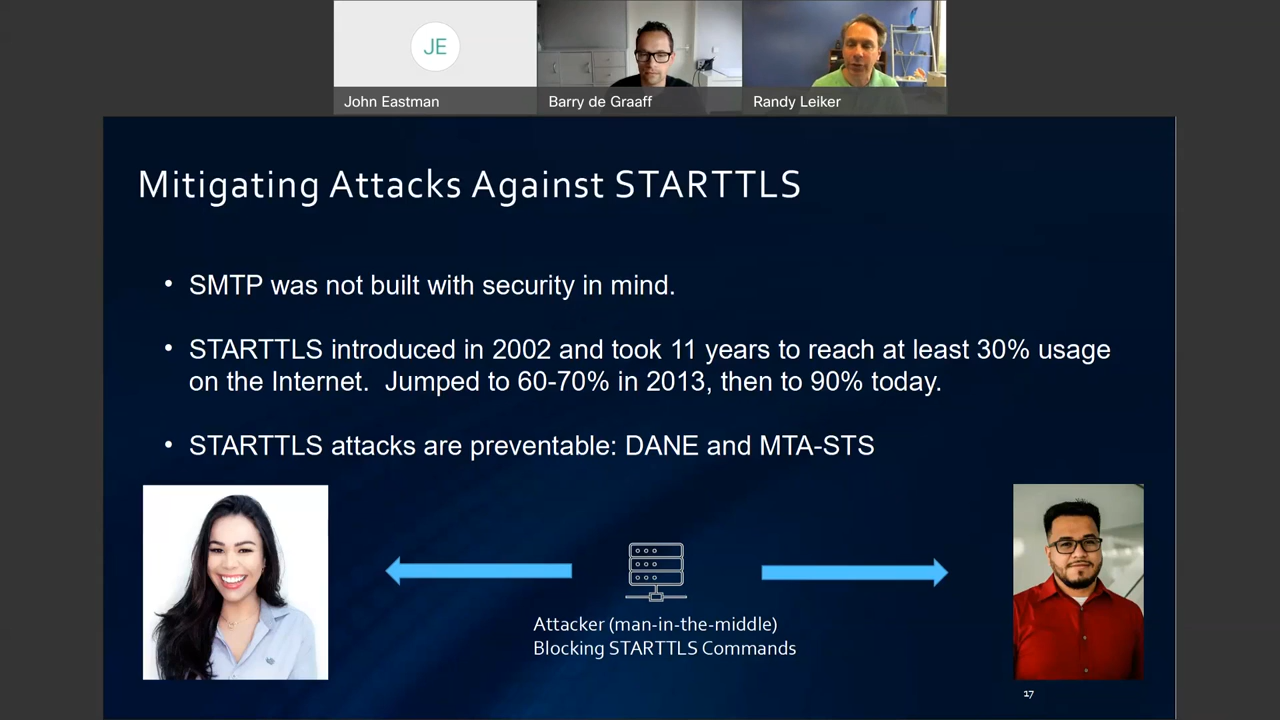 JE
John Eastman
Barry de Graaff
Randy Leiker
Mitigating Attacks Against STARTTLS
• SMTP was not built with security in mind.
• STARTTLS introduced in 2002 and took 11 years to reach at least 30% usage
on the Internet.  Jumped to 60-70% in 2013, then to 90% today.
• STARTTLS attacks are preventable: DANE and MTA-STS
Attacker (man-in-the-middle)
Blocking STARTTLS Commands
17